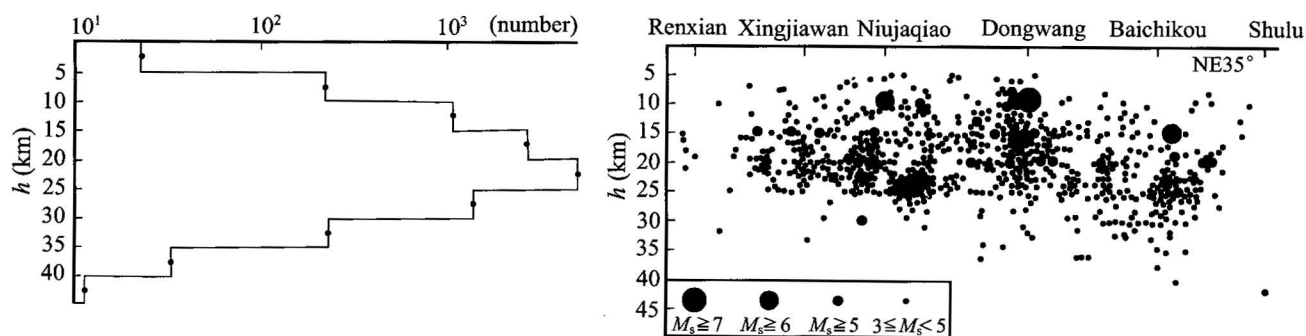 10¹ 10² 10³ (number)
5
10
15
20
25
30
35
40
h (km)
Renxian Xingjiawan Niujaqiao Dongwang Baichikou Shulu
NE35°
5
10
15
20
25
30
35
40
45
h (km)
Mₛ≧7 Mₛ≧6 Mₛ≧5 3≦Mₛ<5